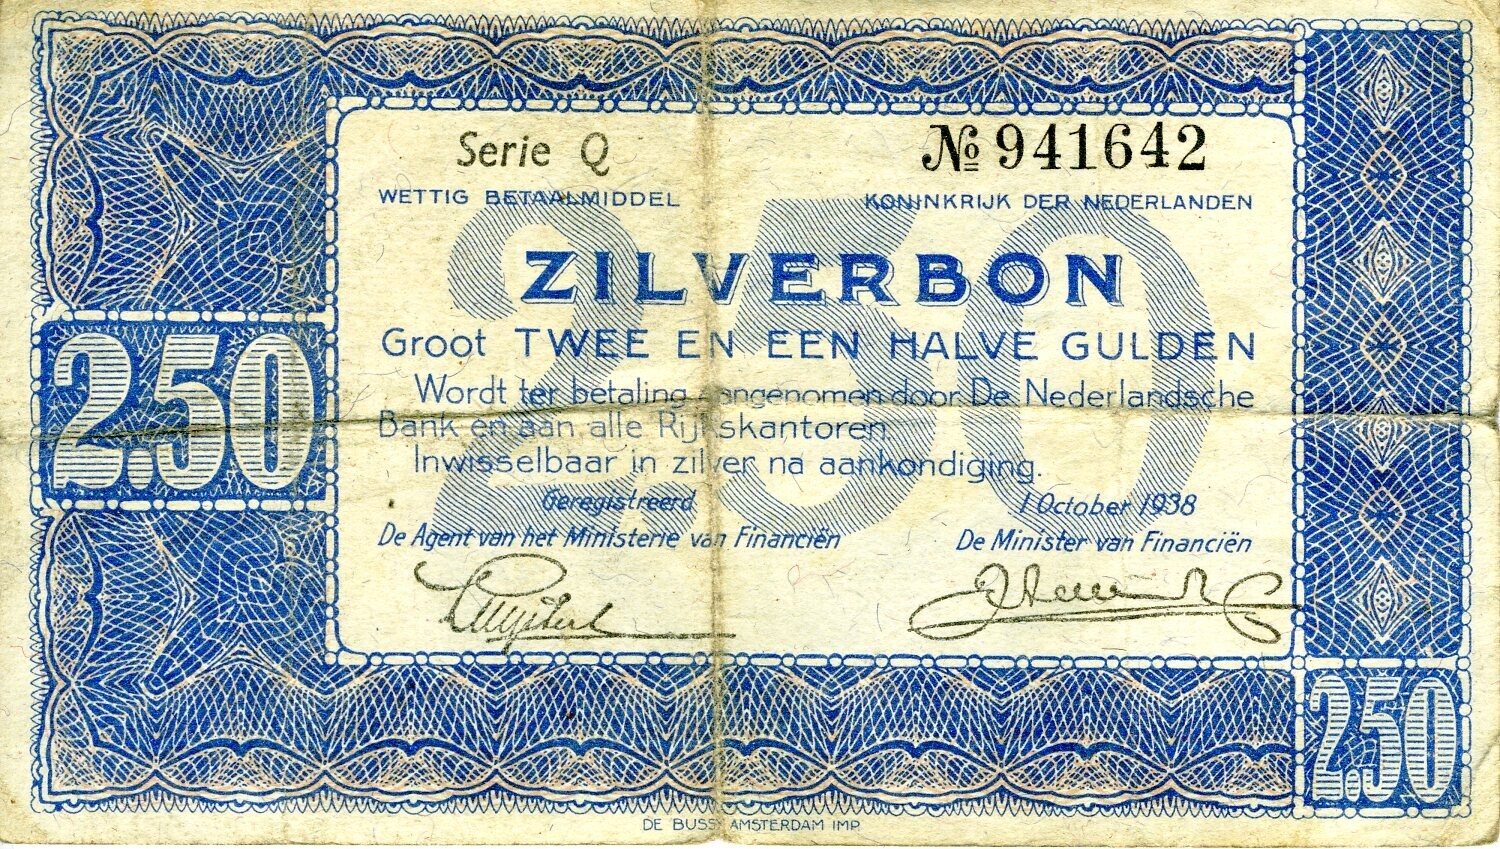 Serie Q
№ 941642
WETTIG BETAALMIDDEL
KONINKRIJK DER NEDERLANDEN
2.50
ZILVERBON
Groot TWEE EN EEN HALVE GULDEN
Wordt ter betaling aangenomen door De Nederlandsche
Bank en aan alle Rijkskantoren.
Inwisselbaar in zilver na aankondiging.
2.50
Geregistreerd
1 October 1938
De Agent van het Ministerie van Financiën
De Minister van Financiën
2.50
DE BUSSY AMSTERDAM IMP.